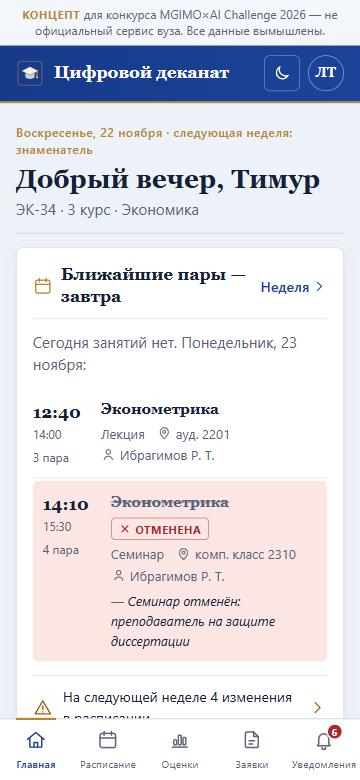 КОНЦЕПТ для конкурса MGIMO×AI Challenge 2026 — не
официальный сервис вуза. Все данные вымышлены.
Цифровой деканат
ЛТ
Воскресенье, 22 ноября · следующая неделя:
знаменатель
Добрый вечер, Тимур
ЭК-34 · 3 курс · Экономика
Ближайшие пары —
завтра
Неделя
Сегодня занятий нет. Понедельник, 23
ноября:
12:40 Эконометрика
14:00 Лекция ауд. 2201
3 пара Ибрагимов Р. Т.
14:10 Эконометрика
15:30 ОТМЕНЕНА
4 пара Семинар комп. класс 2310
Ибрагимов Р. Т.
— Семинар отменён:
преподаватель на защите
диссертации
На следующей неделе 4 изменения
в расписании
6
Главная Расписание Оценки Заявки Уведомления